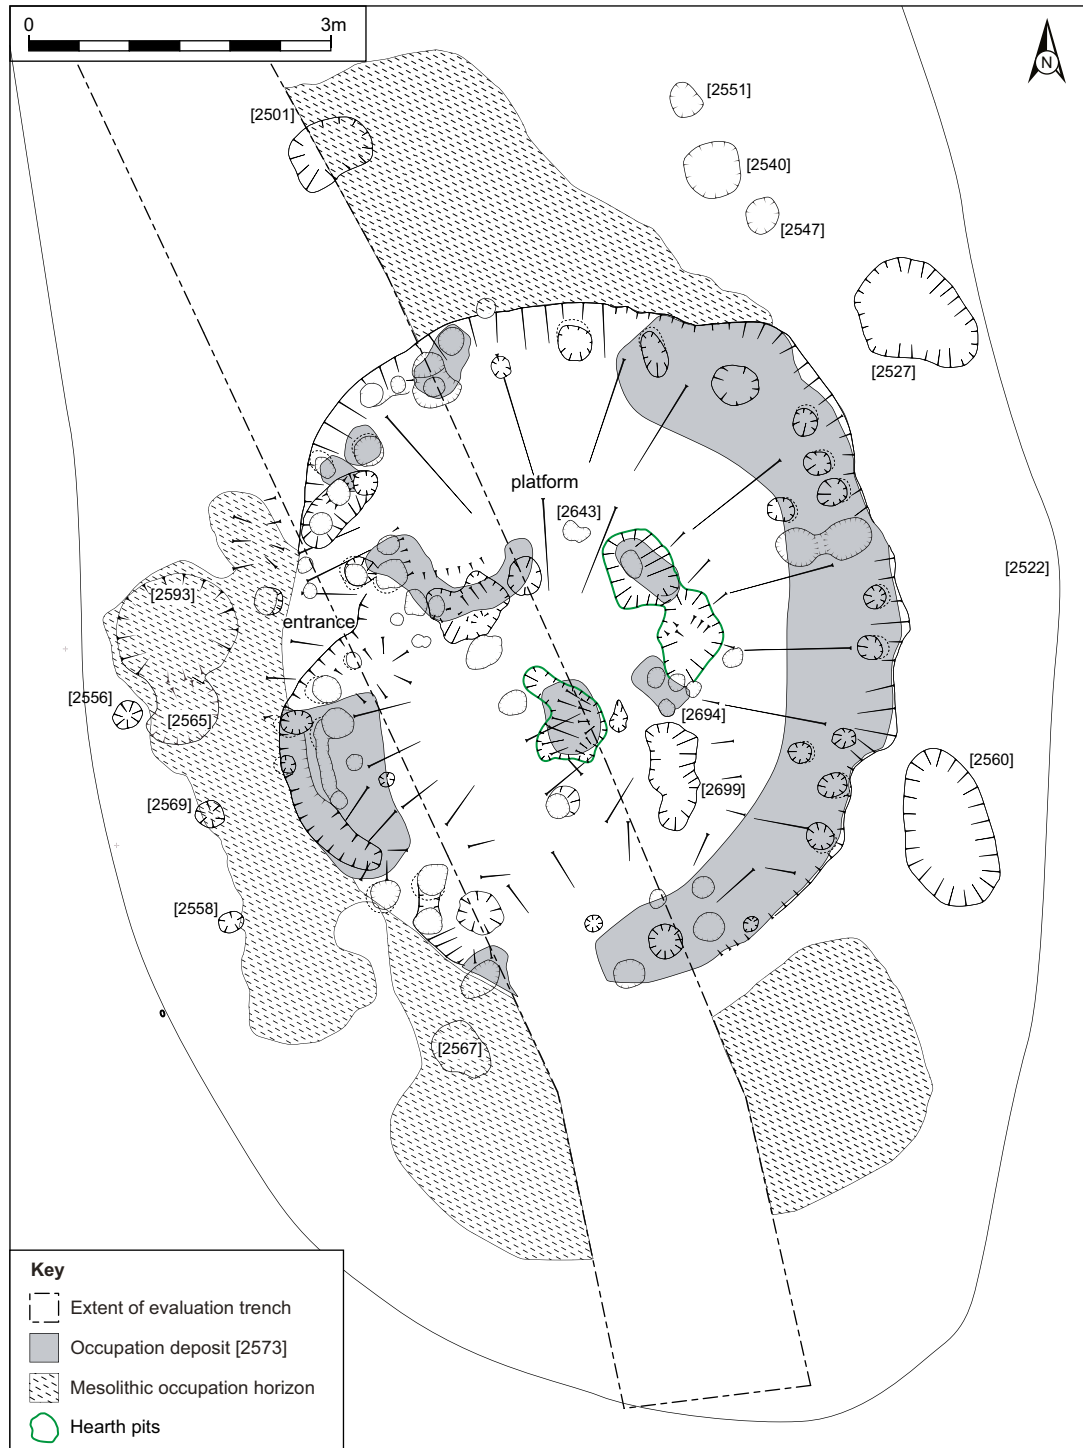 0 3m
N
[2551]
[2501]
[2540]
[2547]
[2527]
platform
[2643]
[2522]
[2593]
entrance
[2556]
[2565]
[2694]
[2560]
[2569]
[2699]
[2558]
[2567]
Key
Extent of evaluation trench
Occupation deposit [2573]
Mesolithic occupation horizon
Hearth pits